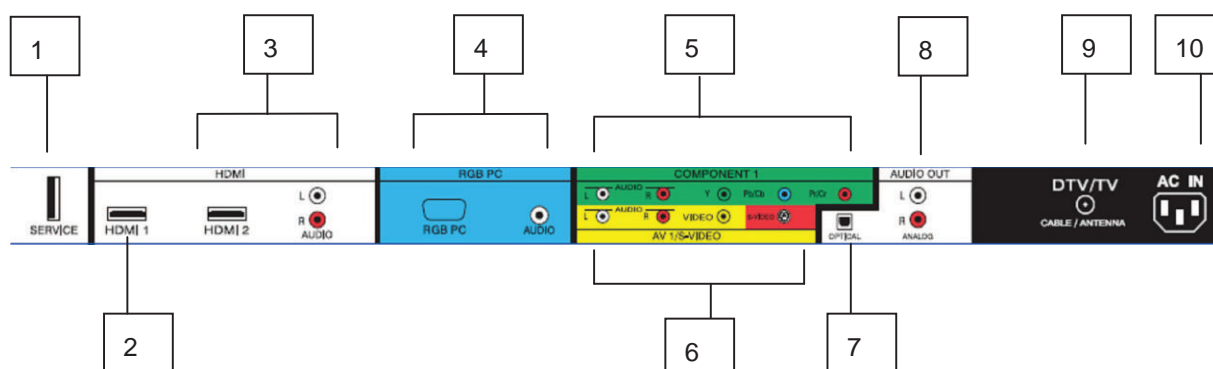 1
3
4
5
8
9
10
HDMI
RGB PC
COMPONENT 1
AUDIO OUT
SERVICE
HDMI 1
HDMI 2
L
R
AUDIO
RGB PC
AUDIO
L AUDIO R Y Pb/Cb Pr/Cr
L AUDIO R VIDEO S-VIDEO
AV 1/S-VIDEO
OPTICAL
L
R
ANALOG
DTV/TV
CABLE / ANTENNA
AC IN
2
6
7